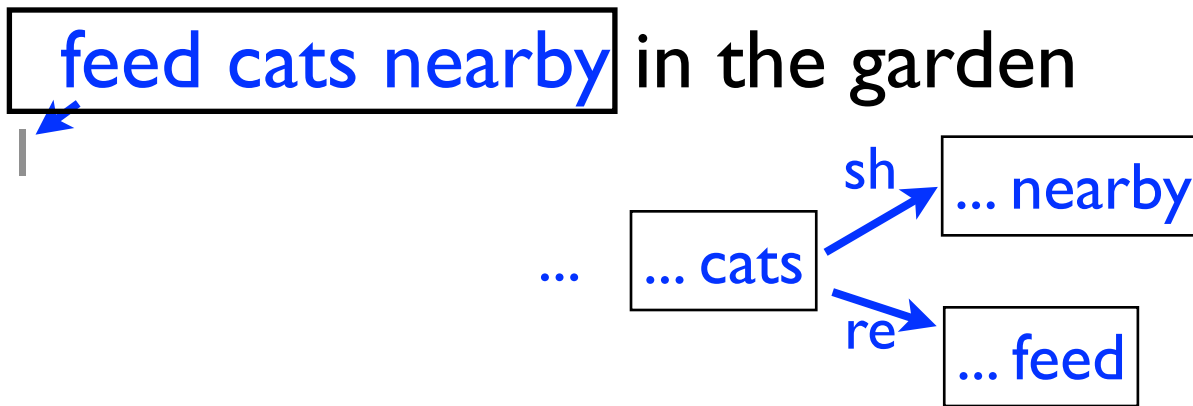 feed cats nearby in the garden
sh
... nearby
... ... cats
re
... feed